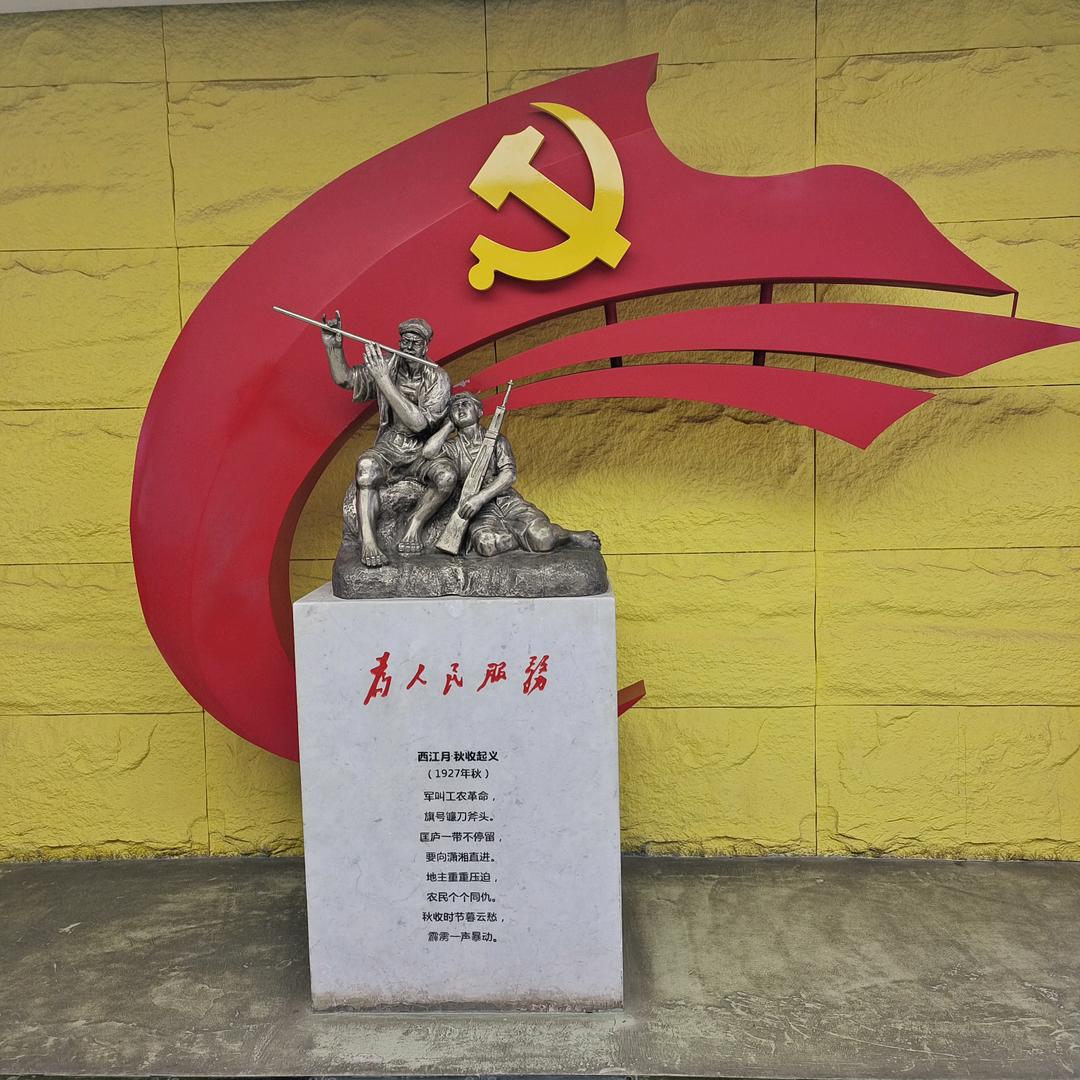 为人民服務
西江月·秋收起义
（1927年秋）
军叫工农革命，
旗号镰刀斧头。
匡庐一带不停留，
要向潇湘直进。
地主重重压迫，
农民个个同仇。
秋收时节暮云愁，
霹雳一声暴动。